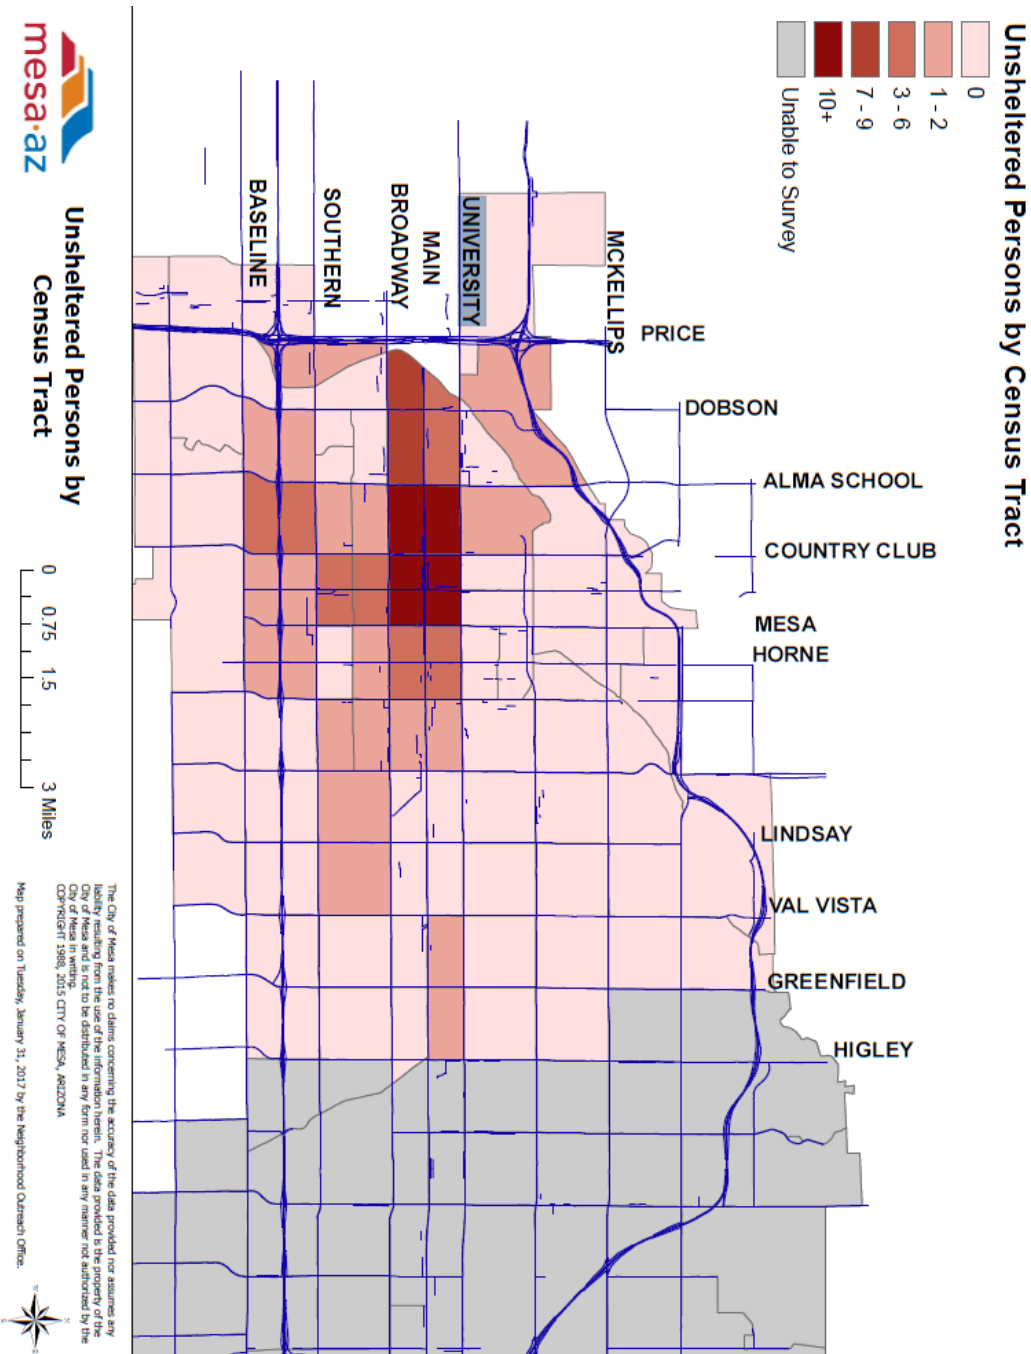 Unsheltered Persons by Census Tract
0
1 - 2
3 - 6
7 - 9
10+
Unable to Survey
PRICE
DOBSON
ALMA SCHOOL
COUNTRY CLUB
MESA
HORNE
LINDSAY
VAL VISTA
GREENFIELD
HIGLEY
MCKELLIPS
UNIVERSITY
MAIN
BROADWAY
SOUTHERN
BASELINE
mesa·az
Unsheltered Persons by
Census Tract
0 0.75 1.5 3 Miles
The City of Mesa makes no claims concerning the accuracy of the data provided nor assumes any
liability resulting from the use of the information herein. The data provided is the property of the
City of Mesa and is not to be distributed in any form nor used in any manner not authorized by the
City of Mesa in writing.
COPYRIGHT 1988, 2015 CITY OF MESA, ARIZONA
Map prepared on Tuesday, January 31, 2017 by the Neighborhood Outreach Office.
N
W
E
S